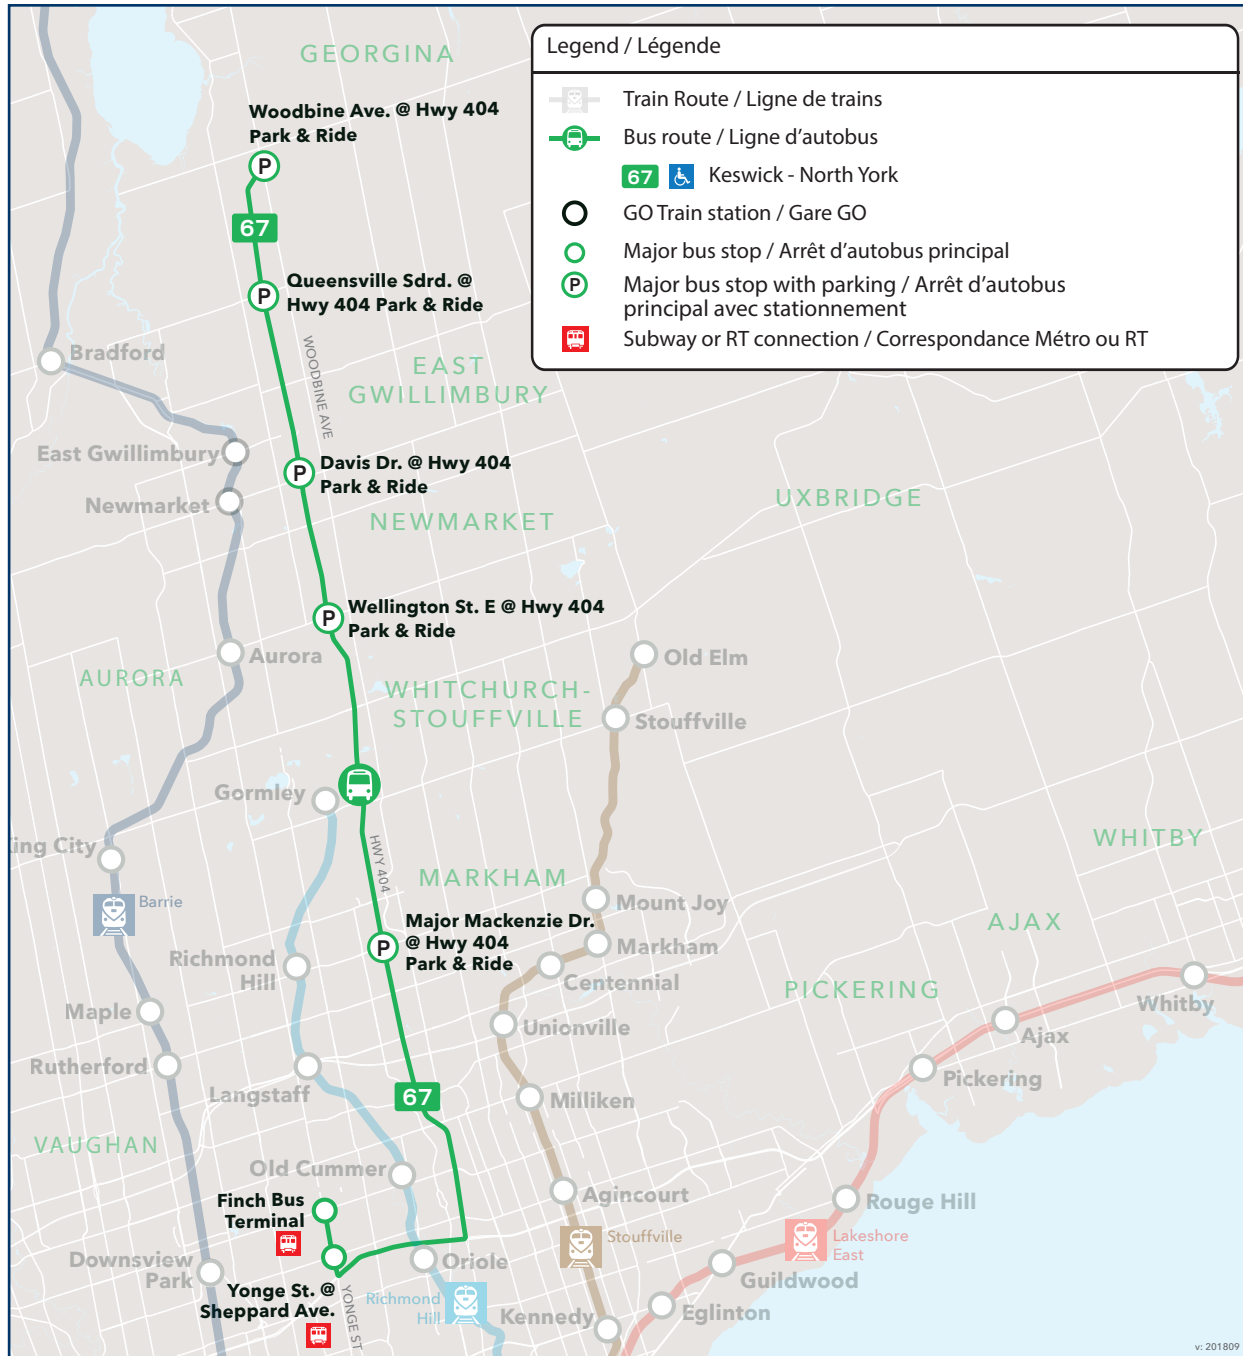 GEORGINA
Legend / Légende
Train Route / Ligne de trains
Bus route / Ligne d'autobus
67 Keswick - North York
GO Train station / Gare GO
Major bus stop / Arrêt d'autobus principal
P Major bus stop with parking / Arrêt d'autobus
principal avec stationnement
Subway or RT connection / Correspondance Métro ou RT
Woodbine Ave. @ Hwy 404
Park & Ride
P
67
Queensville Sdrd. @
Hwy 404 Park & Ride
P
WOODBINE AVE
Bradford
EAST
GWILLIMBURY
East Gwillimbury
Davis Dr. @ Hwy 404
Park & Ride
P
Newmarket
NEWMARKET
UXBRIDGE
Wellington St. E @ Hwy 404
Park & Ride
P
Aurora
AURORA
Old Elm
WHITCHURCH-
STOUFFVILLE
Stouffville
Gormley
HWY 404
ing City
WHITBY
MARKHAM
Barrie
Mount Joy
AJAX
Major Mackenzie Dr.
@ Hwy 404
Park & Ride
P
Markham
Richmond
Hill
Centennial
PICKERING
Whitby
Maple
Unionville
Ajax
Rutherford
Langstaff
67
Milliken
Pickering
VAUGHAN
Old Cummer
Agincourt
Rouge Hill
Finch Bus
Terminal
Stouffville
Lakeshore
East
Downsview
Park
Oriole
Guildwood
Yonge St. @
Sheppard Ave.
YONGE ST
Richmond
Hill
Kennedy
Eglinton
v: 201809